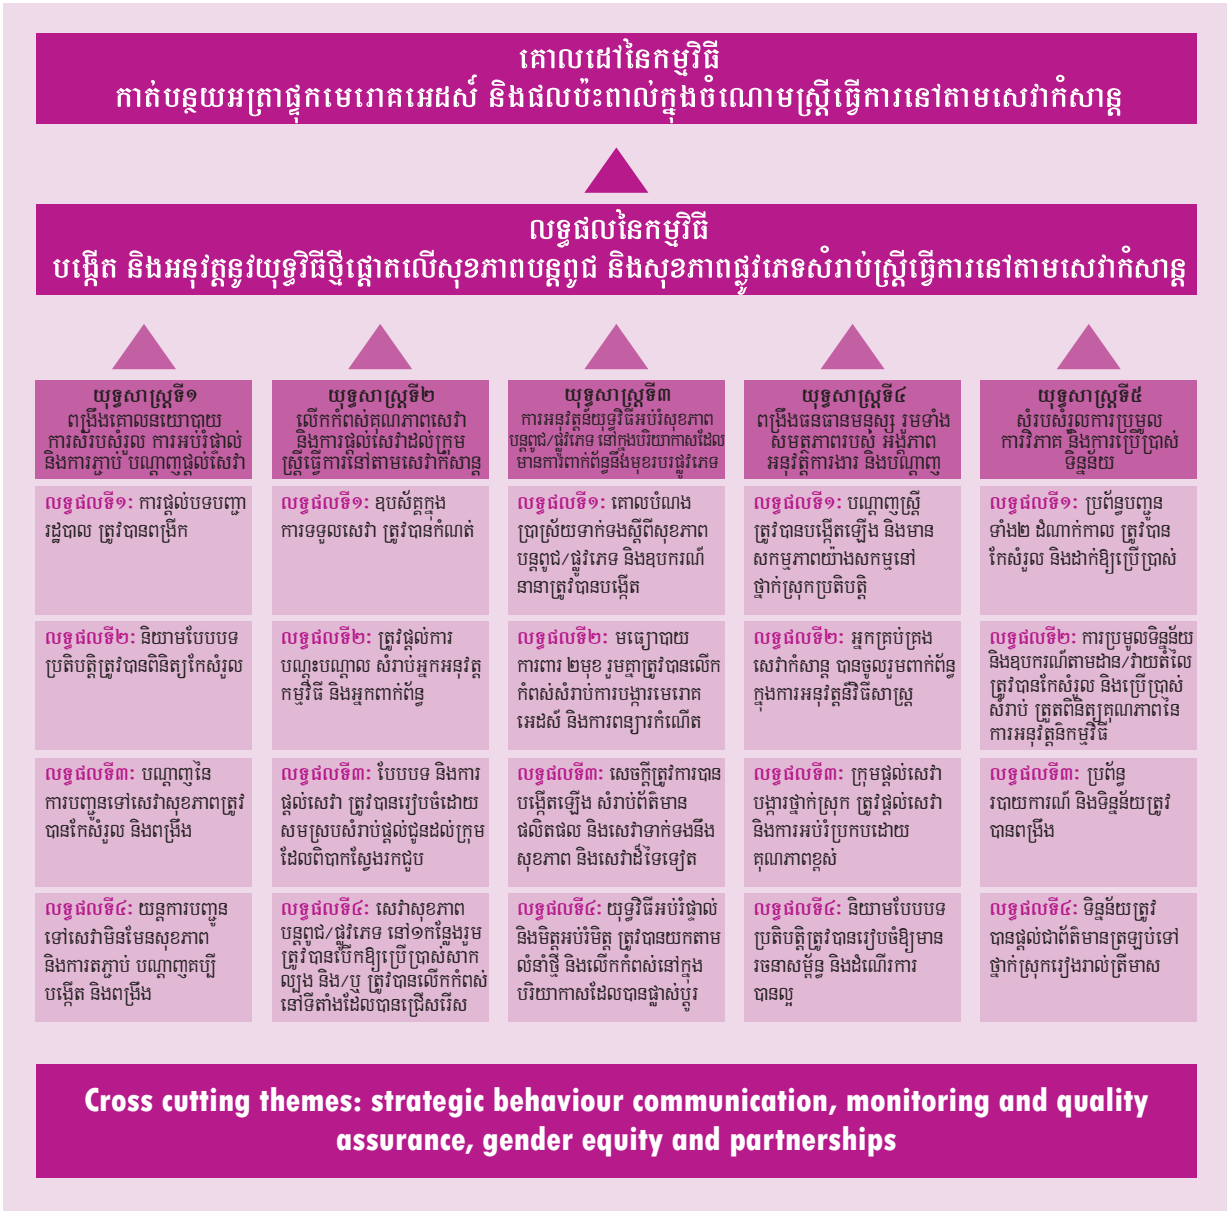 គោលដៅនៃកម្មវិធី
កាត់បន្ថយអត្រាផ្ទុកមេរោគអេដស៍ និងផលប៉ះពាល់ក្នុងចំណោមស្ត្រីធ្វើការនៅតាមសេវាកំសាន្ត
លទ្ធផលនៃកម្មវិធី
បង្កើត និងអនុវត្តនូវយុទ្ធវិធីថ្មីផ្តោតលើសុខភាពបន្តពូជ និងសុខភាពផ្លូវភេទសំរាប់ស្ត្រីធ្វើការនៅតាមសេវាកំសាន្ត
យុទ្ធសាស្ត្រទី១
ពង្រឹងគោលនយោបាយ
ការសំរបសំរួល ការអប់រំផ្ទាល់
និងការភ្ជាប់ បណ្តាញផ្តល់សេវា
លទ្ធផលទី១: ការផ្តល់បទបញ្ជា
រដ្ឋបាល ត្រូវបានពង្រីក
លទ្ធផលទី២: និយាមបែបបទ
ប្រតិបត្តិត្រូវបានពិនិត្យកែសំរួល
លទ្ធផលទី៣: បណ្តាញនៃ
ការបញ្ជូនទៅសេវាសុខភាពត្រូវ
បានកែសំរួល និងពង្រឹង
លទ្ធផលទី៤: យន្តការបញ្ជូន
ទៅសេវាមិនមែនសុខភាព
និងការតភ្ជាប់ បណ្តាញគប្បី
បង្កើត និងពង្រឹង
យុទ្ធសាស្ត្រទី២
លើកកំពស់គុណភាពសេវា
និងការផ្តល់សេវាដល់ក្រុម
ស្ត្រីធ្វើការនៅតាមសេវាកំសាន្ត
លទ្ធផលទី១: ឧបស័គ្គក្នុង
ការទទួលសេវា ត្រូវបានកំណត់
លទ្ធផលទី២: ត្រូវផ្តល់ការ
បណ្តុះបណ្តាល សំរាប់អ្នកអនុវត្ត
កម្មវិធី និងអ្នកពាក់ព័ន្ធ
លទ្ធផលទី៣: បែបបទ និងការ
ផ្តល់សេវា ត្រូវបានរៀបចំដោយ
សមស្របសំរាប់ផ្តល់ជូនដល់ក្រុម
ដែលពិបាកស្វែងរកជួប
លទ្ធផលទី៤: សេវាសុខភាព
បន្តពូជ/ផ្លូវភេទ នៅ១កន្លែងរួម
ត្រូវបានបើកឱ្យប្រើប្រាស់សាក
ល្បង និង/ឬ ត្រូវបានលើកកំពស់
នៅទីតាំងដែលបានជ្រើសរើស
យុទ្ធសាស្ត្រទី៣
ការអនុវត្តន៍យុទ្ធវិធីអប់រំសុខភាព
បន្តពូជ/ផ្លូវភេទ នៅក្នុងបរិយាកាសដែល
មានការពាក់ព័ន្ធនឹងមុខរបរផ្លូវភេទ
លទ្ធផលទី១: គោលបំណង
ប្រាស្រ័យទាក់ទងស្តីពីសុខភាព
បន្តពូជ/ផ្លូវភេទ និងឧបករណ៍
នានាត្រូវបានបង្កើត
លទ្ធផលទី២: មធ្យោបាយ
ការពារ ២មុខ រួមគ្នាត្រូវបានលើក
កំពស់សំរាប់ការបង្ការមេរោគ
អេដស៍ និងការពន្យារកំណើត
លទ្ធផលទី៣: សេចក្តីត្រូវការបាន
បង្កើតឡើង សំរាប់ព័ត៌មាន
ផលិតផល និងសេវាទាក់ទងនឹង
សុខភាព និងសេវាដ៏ទៃទៀត
លទ្ធផលទី៤: យុទ្ធវិធីអប់រំផ្ទាល់
និងមិត្តអប់រំមិត្ត ត្រូវបានយកតាម
លំនាំថ្មី និងលើកកំពស់នៅក្នុង
បរិយាកាសដែលបានផ្លាស់ប្តូរ
យុទ្ធសាស្ត្រទី៤
ពង្រឹងធនធានមនុស្ស រួមទាំង
សមត្ថភាពរបស់ អង្គភាព
អនុវត្តការងារ និងបណ្តាញ
លទ្ធផលទី១: បណ្តាញស្ត្រី
ត្រូវបានបង្កើតឡើង និងមាន
សកម្មភាពយ៉ាងសកម្មនៅ
ថ្នាក់ស្រុកប្រតិបត្តិ
លទ្ធផលទី២: អ្នកគ្រប់គ្រង
សេវាកំសាន្ត បានចូលរួមពាក់ព័ន្ធ
ក្នុងការអនុវត្តន៍វិធីសាស្ត្រ
លទ្ធផលទី៣: ក្រុមផ្តល់សេវា
បង្ការថ្នាក់ស្រុក ត្រូវផ្តល់សេវា
និងការអប់រំប្រកបដោយ
គុណភាពខ្ពស់
លទ្ធផលទី៤: និយាមបែបបទ
ប្រតិបត្តិត្រូវបានរៀបចំឱ្យមាន
រចនាសម្ព័ន្ធ និងដំណើរការ
បានល្អ
យុទ្ធសាស្ត្រទី៥
សំរបសំរួលការប្រមូល
ការវិភាគ និងការប្រើប្រាស់
ទិន្នន័យ
លទ្ធផលទី១: ប្រព័ន្ធបញ្ជូន
ទាំង២ ដំណាក់កាល ត្រូវបាន
កែសំរួល និងដាក់ឱ្យប្រើប្រាស់
លទ្ធផលទី២: ការប្រមូលទិន្នន័យ
និងឧបករណ៍តាមដាន/វាយតំលៃ
ត្រូវបានកែសំរួល និងប្រើប្រាស់
សំរាប់ ត្រួតពិនិត្យគុណភាពនៃ
ការអនុវត្តន៌កម្មវិធី
លទ្ធផលទី៣: ប្រព័ន្ធ
របាយការណ៍ និងទិន្នន័យត្រូវ
បានពង្រឹង
លទ្ធផលទី៤: ទិន្នន័យត្រូវ
បានផ្តល់ជាព័ត៌មានត្រឡប់ទៅ
ថ្នាក់ស្រុករៀងរាល់ត្រីមាស
Cross cutting themes: strategic behaviour communication, monitoring and quality
assurance, gender equity and partnerships